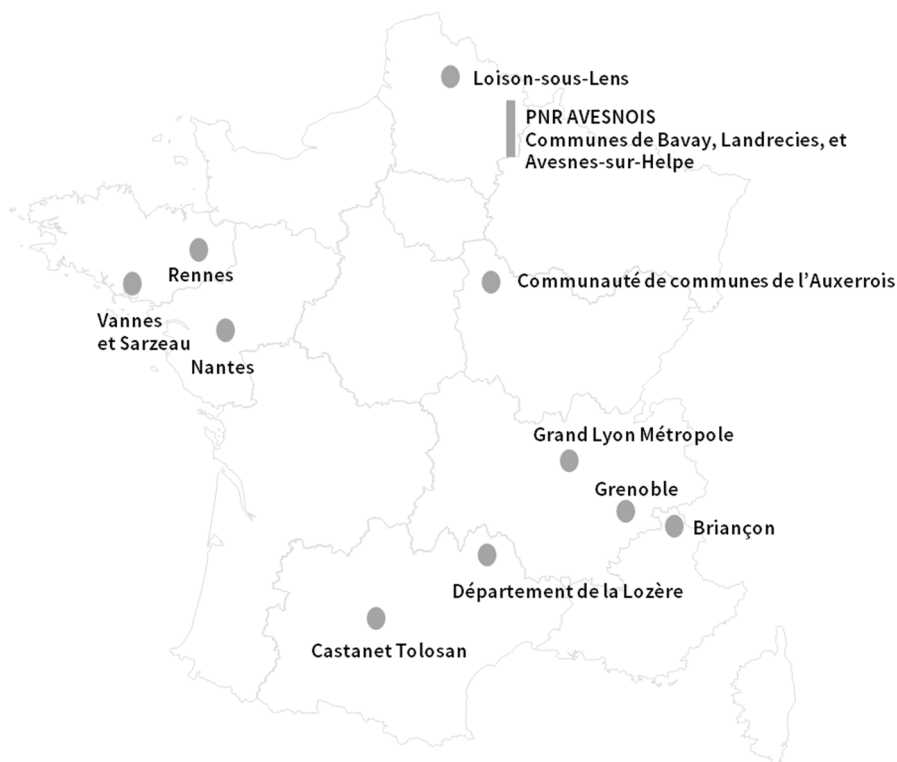 Loison-sous-Lens
PNR AVESNOIS
Communes de Bavay, Landrecies, et
Avesnes-sur-Helpe
Rennes
Communauté de communes de l’Auxerrois
Vannes
et Sarzeau
Nantes
Grand Lyon Métropole
Grenoble
Briançon
Département de la Lozère
Castanet Tolosan